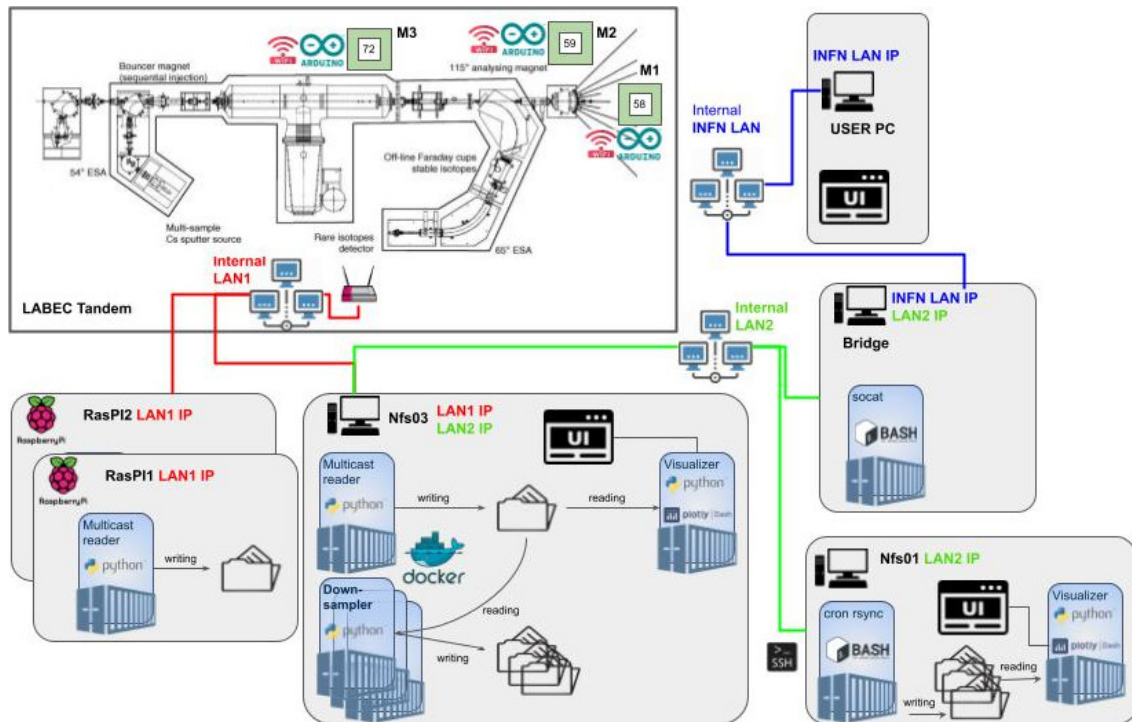 M3
WIFI
ARDUINO
72
M2
WIFI
ARDUINO
59
M1
58
WIFI
ARDUINO
Bouncer magnet
(sequential injection)
115° analysing magnet
Off-line Faraday cups
stable isotopes
54° ESA
Multi-sample
Cs sputter source
Rare isotopes
detector
65° ESA
Internal
LAN1
LABEC Tandem
INFN LAN IP
USER PC
UI
Internal
INFN LAN
Internal
LAN2
INFN LAN IP
LAN2 IP
Bridge
socat
BASH
RaspberryPi
RasPI2 LAN1 IP
RaspberryPi
RasPI1 LAN1 IP
Multicast
reader
python
writing
Nfs03
LAN1 IP
LAN2 IP
Multicast
reader
python
writing
UI
reading
Visualizer
python
plotly | Dash
docker
Down-
sampler
python
reading
writing
Nfs01 LAN2 IP
>_
SSH
cron rsync
BASH
writing
UI
reading
Visualizer
python
plotly | Dash